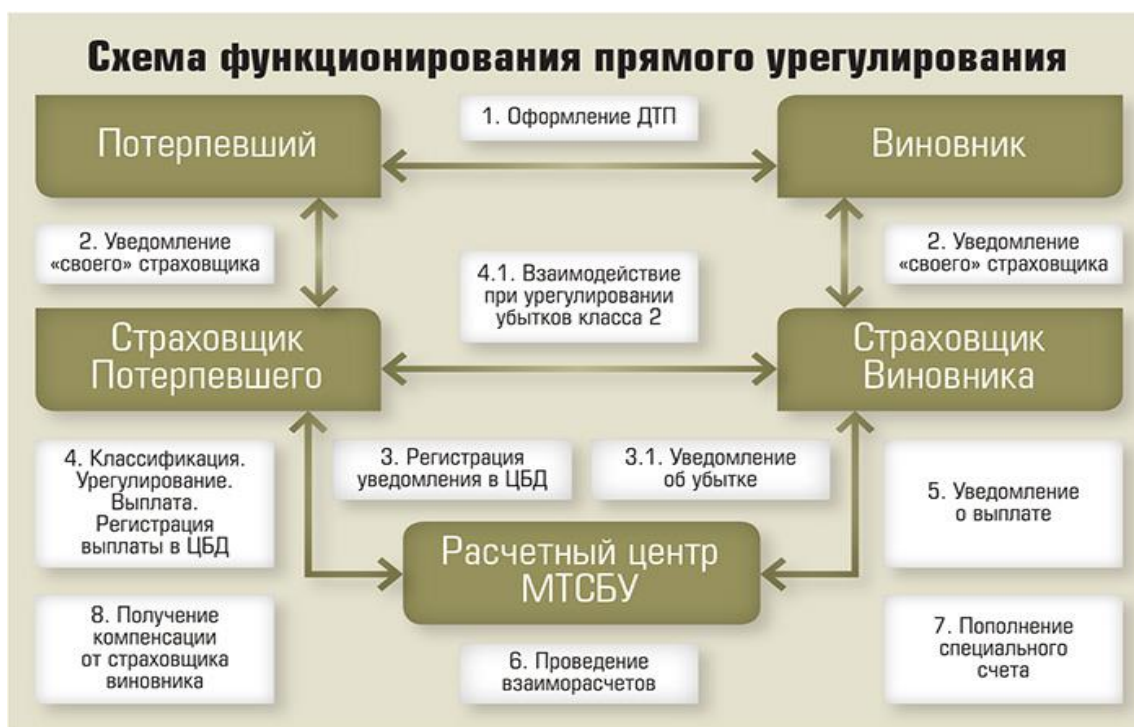 Схема функционирования прямого урегулирования
1. Оформление ДТП
Потерпевший
Виновник
2. Уведомление
«своего» страховщика
2. Уведомление
«своего» страховщика
4.1. Взаимодействие
при урегулировании
убытков класса 2
Страховщик
Потерпевшего
Страховщик
Виновника
4. Классификация.
Урегулирование.
Выплата.
Регистрация
выплаты в ЦБД
3. Регистрация
уведомления в ЦБД
3.1. Уведомление
об убытке
5. Уведомление
о выплате
Расчетный центр
МТСБУ
8. Получение
компенсации
от страховщика
виновника
6. Проведение
взаиморасчетов
7. Пополнение
специального
счета